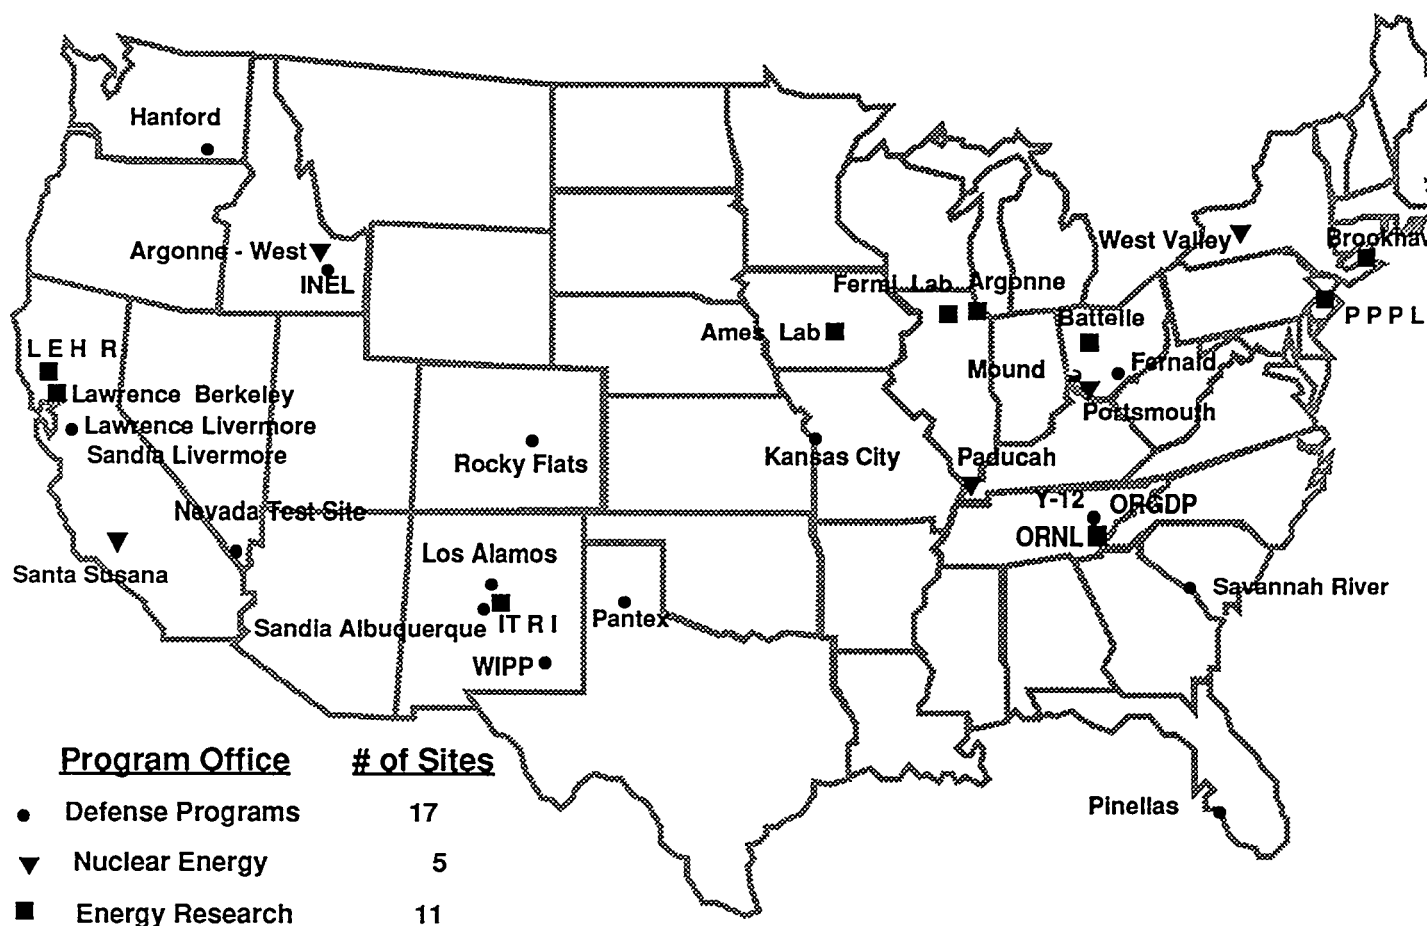 Hanford
Argonne - West
West Valley
Brookhav
INEL
Fermi Lab
Argonne
P P P L
Battelle
Ames Lab
L E H R
Mound
Fernald
Lawrence Berkeley
Portsmouth
Lawrence Livermore
Sandia Livermore
Rocky Flats
Kansas City
Paducah
Nevada Test Site
Y-12
ORGDP
ORNL
Los Alamos
Santa Susana
Savannah River
Sandia Albuquerque
IT R I
Pantex
WIPP
Program Office # of Sites
Defense Programs 17
Pinellas
Nuclear Energy 5
Energy Research 11